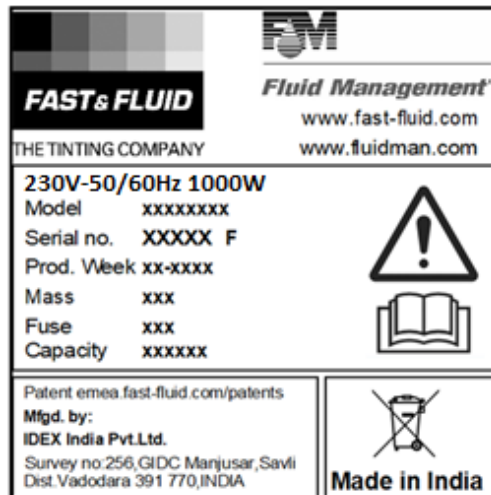 FAST & FLUID
THE TINTING COMPANY
FM
Fluid Management
www.fast-fluid.com
www.fluidman.com
230V-50/60Hz 1000W
Model xxxxxxxx
Serial no. XXXXX F
Prod. Week xx-xxxx
Mass xxx
Fuse xxx
Capacity xxxxxx
Patent emea.fast-fluid.com/patents
Mfgd. by:
IDEX India Pvt.Ltd.
Survey no:256,GIDC Manjusar,Savli
Dist.Vadodara 391 770,INDIA
Made in India